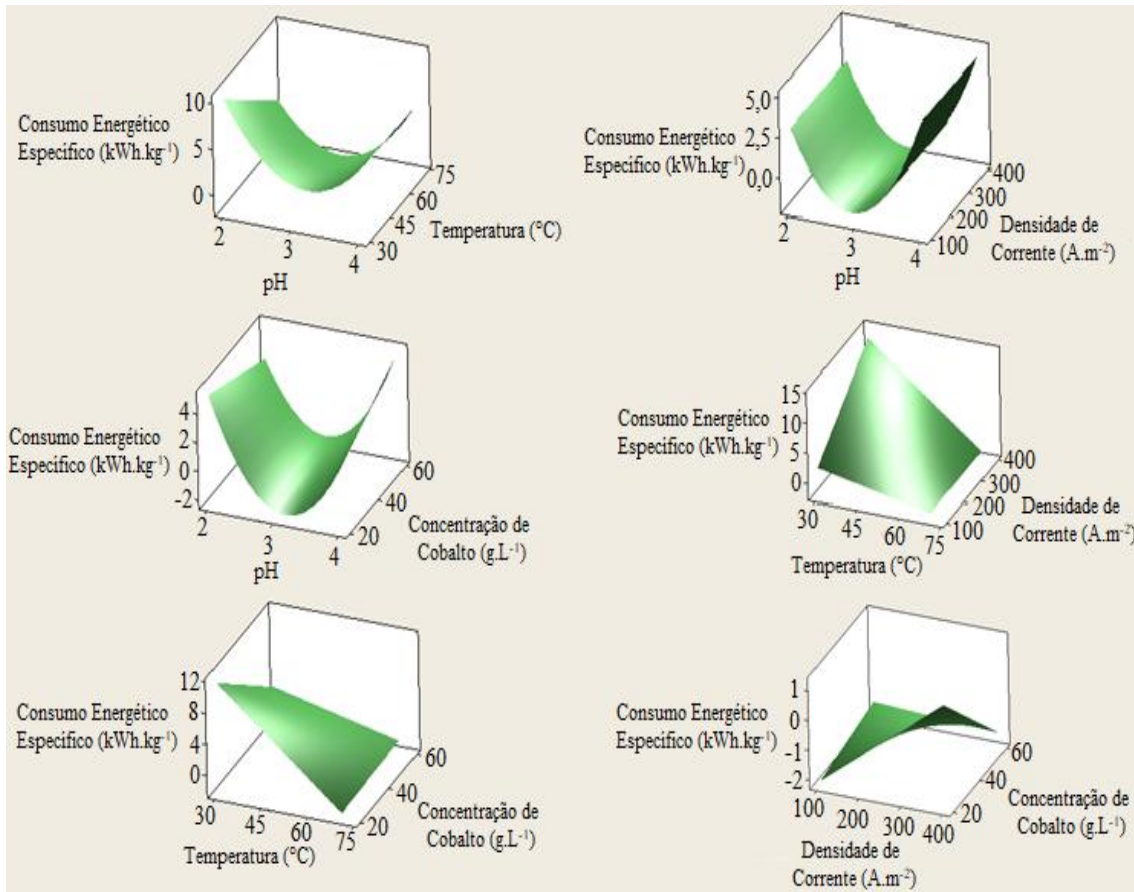 10
5
0
Consumo Energético
Especifico (kWh.kg⁻¹)
75
60
45
30
Temperatura (°C)
2
3
4
pH
5,0
2,5
0,0
Consumo Energético
Específico (kWh.kg⁻¹)
400
300
200
100
Densidade de
Corrente (A.m⁻²)
2
3
4
pH
4
2
0
-2
Consumo Energético
Específico (kWh.kg⁻¹)
60
40
20
Concentração de
Cobalto (g.L⁻¹)
2
3
4
pH
15
10
5
0
Consumo Energético
Específico (kWh.kg⁻¹)
400
300
200
100
Densidade de
Corrente (A.m⁻²)
30
45
60
75
Temperatura (°C)
12
8
4
0
Consumo Energético
Específico (kWh.kg⁻¹)
60
40
20
Concentração de
Cobalto (g.L⁻¹)
30
45
60
75
Temperatura (°C)
1
0
-1
-2
Consumo Energético
Específico (kWh.kg⁻¹)
60
40
20
Concentração de
Cobalto (g.L⁻¹)
100
200
300
400
Densidade de
Corrente (A.m⁻²)